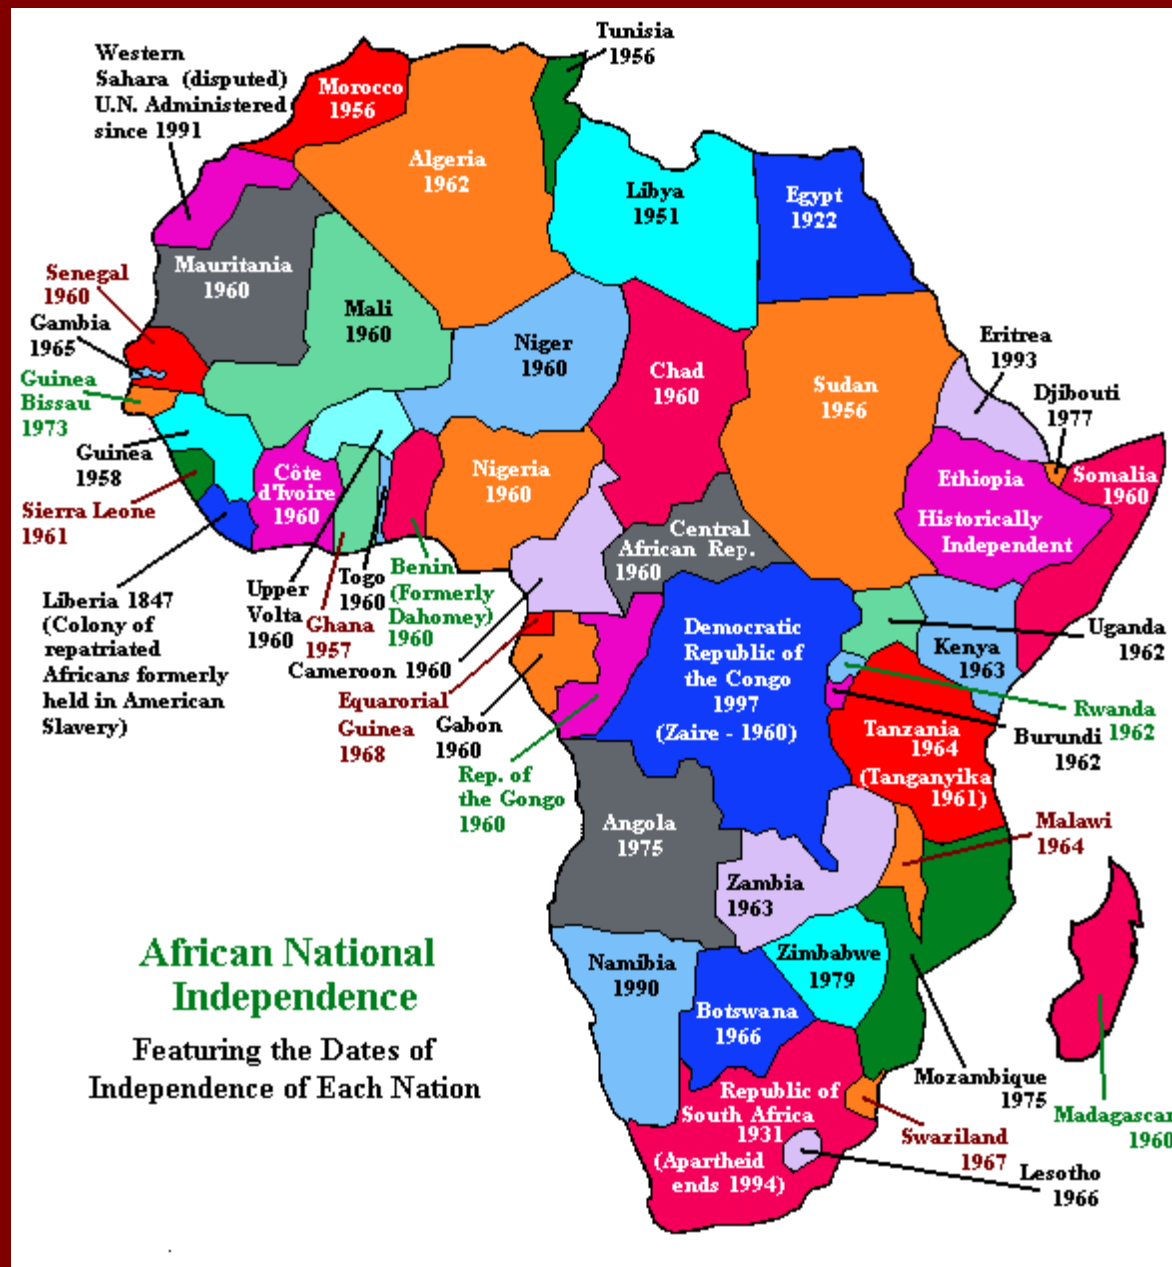 Tunisia
1956
Western
Sahara (disputed)
U.N. Administered
since 1991
Morocco
1956
Algeria
1962
Libya
1951
Egypt
1922
Mauritania
1960
Senegal
1960
Gambia
1965
Guinea
Bissau
1973
Guinea
1958
Sierra Leone
1961
Mali
1960
Niger
1960
Chad
1960
Sudan
1956
Eritrea
1993
Djibouti
1977
Somalia
1960
Ethiopia
Historically
Independent
Côte
d'Ivoire
1960
Nigeria
1960
Central
African Rep.
1960
Liberia 1847
(Colony of
repatriated
Africans formerly
held in American
Slavery)
Upper
Volta
1960
Ghana
1957
Togo
1960
Benin
(Formerly
Dahomey)
1960
Cameroon 1960
Equarorial
Guinea
1968
Gabon
1960
Rep. of
the Gongo
1960
Democratic
Republic of
the Congo
1997
(Zaire - 1960)
Uganda
1962
Kenya
1963
Rwanda
1962
Burundi
1962
Tanzania
1964
(Tanganyika
1961)
Angola
1975
Malawi
1964
Zambia
1963
Zimbabwe
1979
Namibia
1990
Botswana
1966
Mozambique
1975
Madagascar
1960
Republic of
South Africa
1931
(Apartheid
ends 1994)
Swaziland
1967
Lesotho
1966
African National
Independence
Featuring the Dates of
Independence of Each Nation